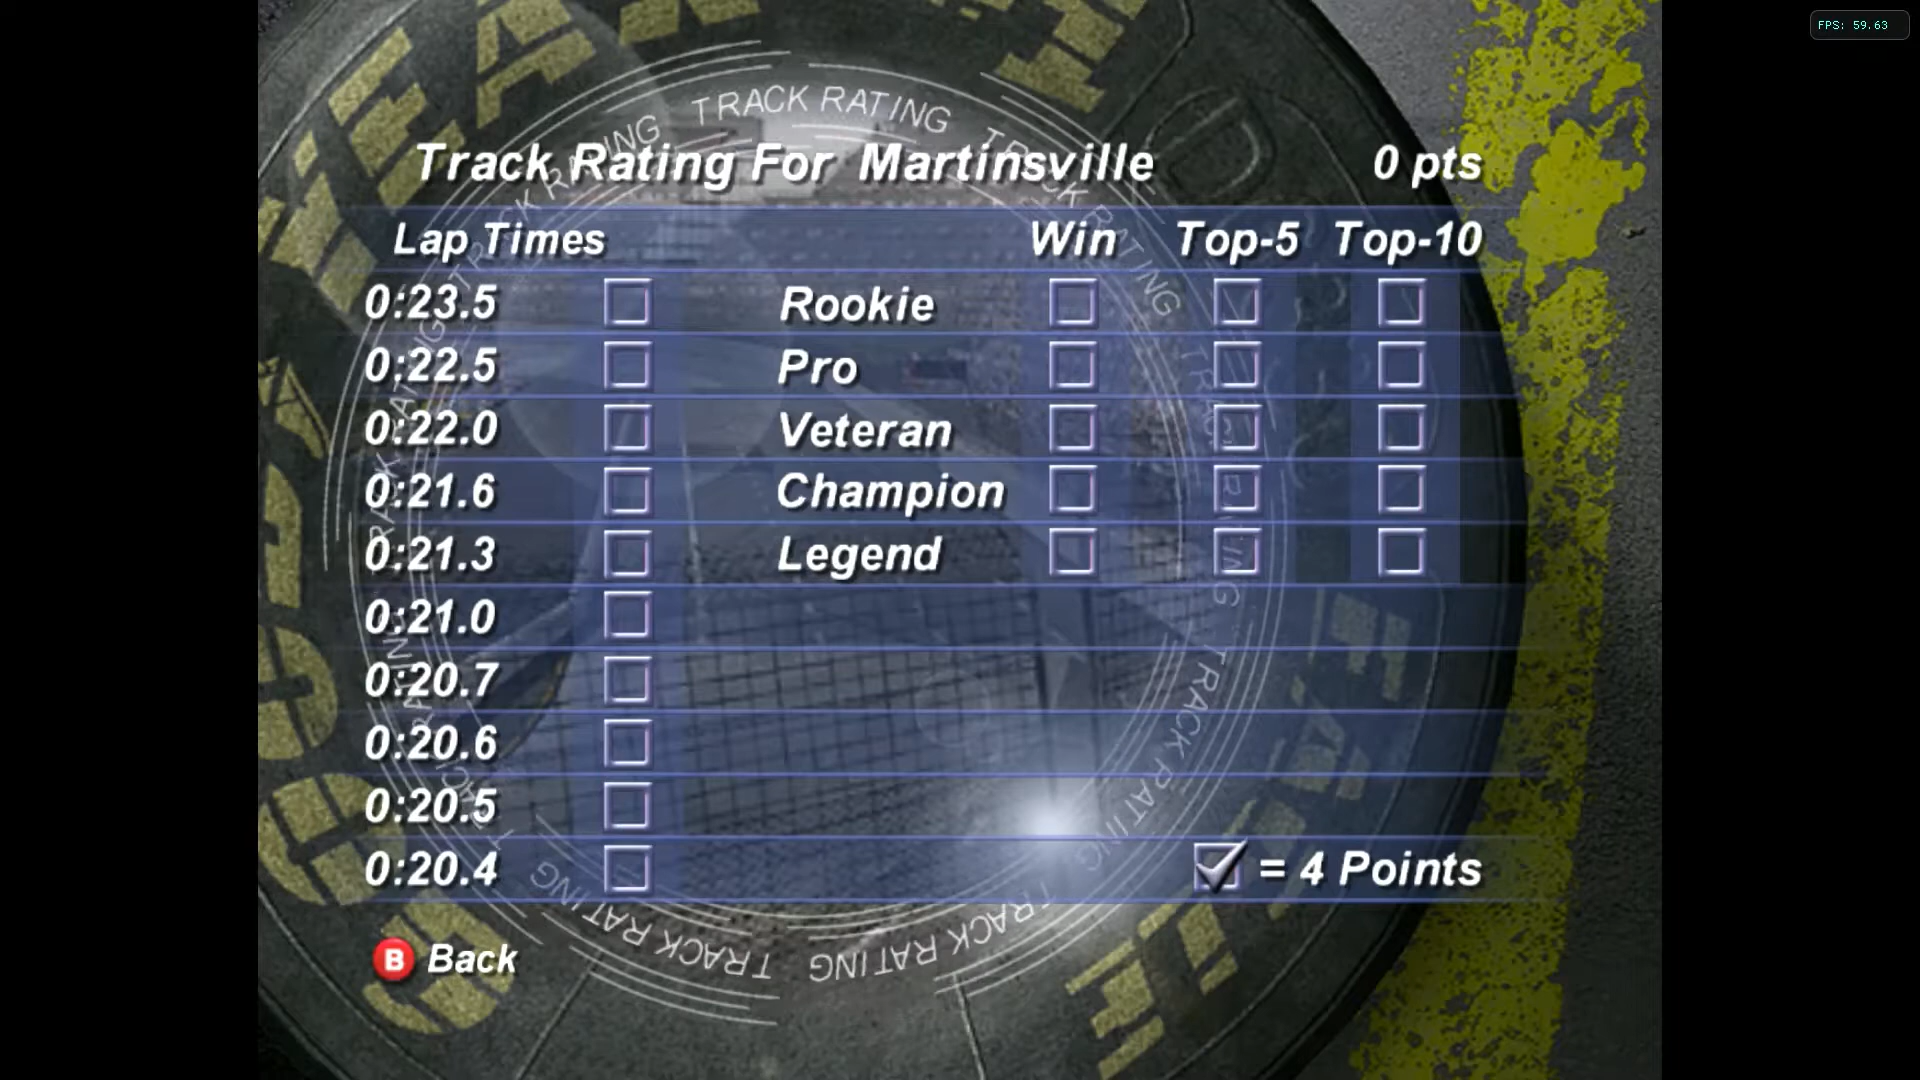 FPS: 59.63
TRACK RATING
Track Rating For Martinsville 0 pts
Lap Times Win Top-5 Top-10
0:23.5 Rookie
0:22.5 Pro
0:22.0 Veteran
0:21.6 Champion
0:21.3 Legend
0:21.0
0:20.7
0:20.6
0:20.5
0:20.4 = 4 Points
B Back
TRACK RATING
TRACK RATING
TRACK RATING